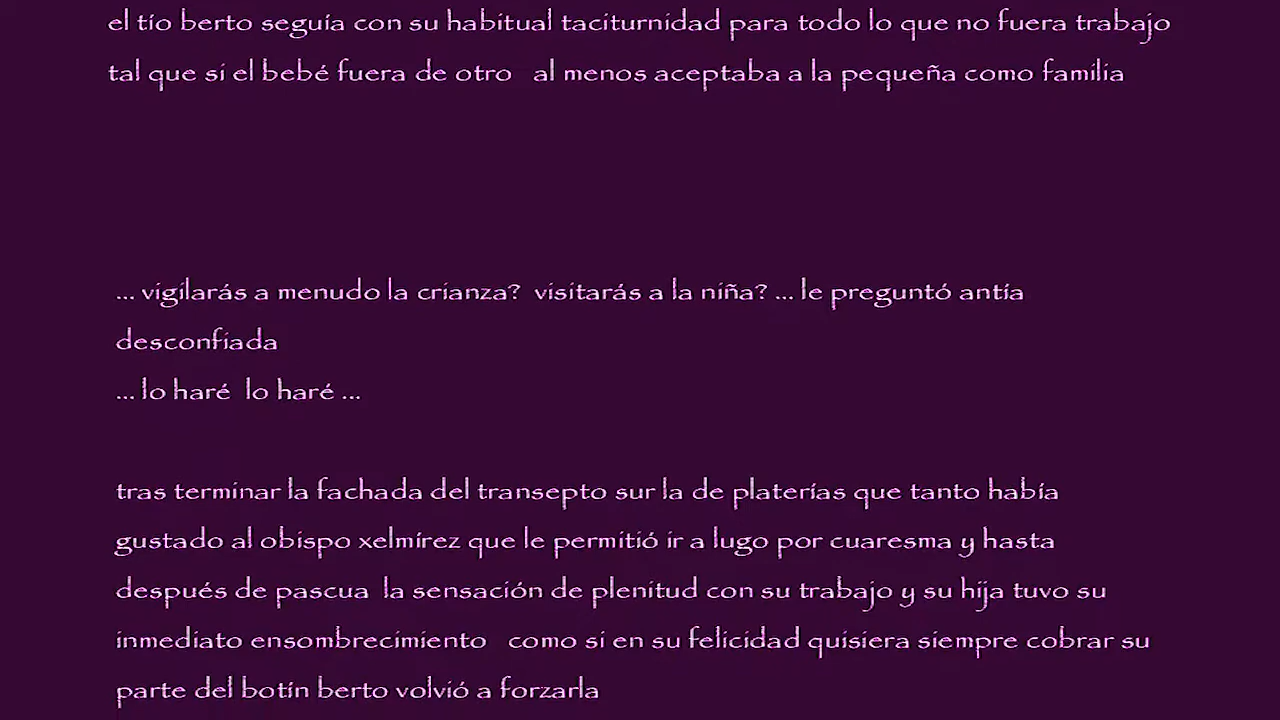 el tío berto seguía con su habitual taciturnidad para todo lo que no fuera trabajo
tal que si el bebé fuera de otro   al menos aceptaba a la pequeña como familia
... vigilarás a menudo la crianza?  visitarás a la niña? ... le preguntó antía
desconfiada
... lo haré  lo haré ...
tras terminar la fachada del transepto sur la de platerías que tanto había
gustado al obispo xelmírez que le permitió ir a lugo por cuaresma y hasta
después de pascua  la sensación de plenitud con su trabajo y su hija tuvo su
inmediato ensombrecimiento   como si en su felicidad quisiera siempre cobrar su
parte del botín berto volvió a forzarla